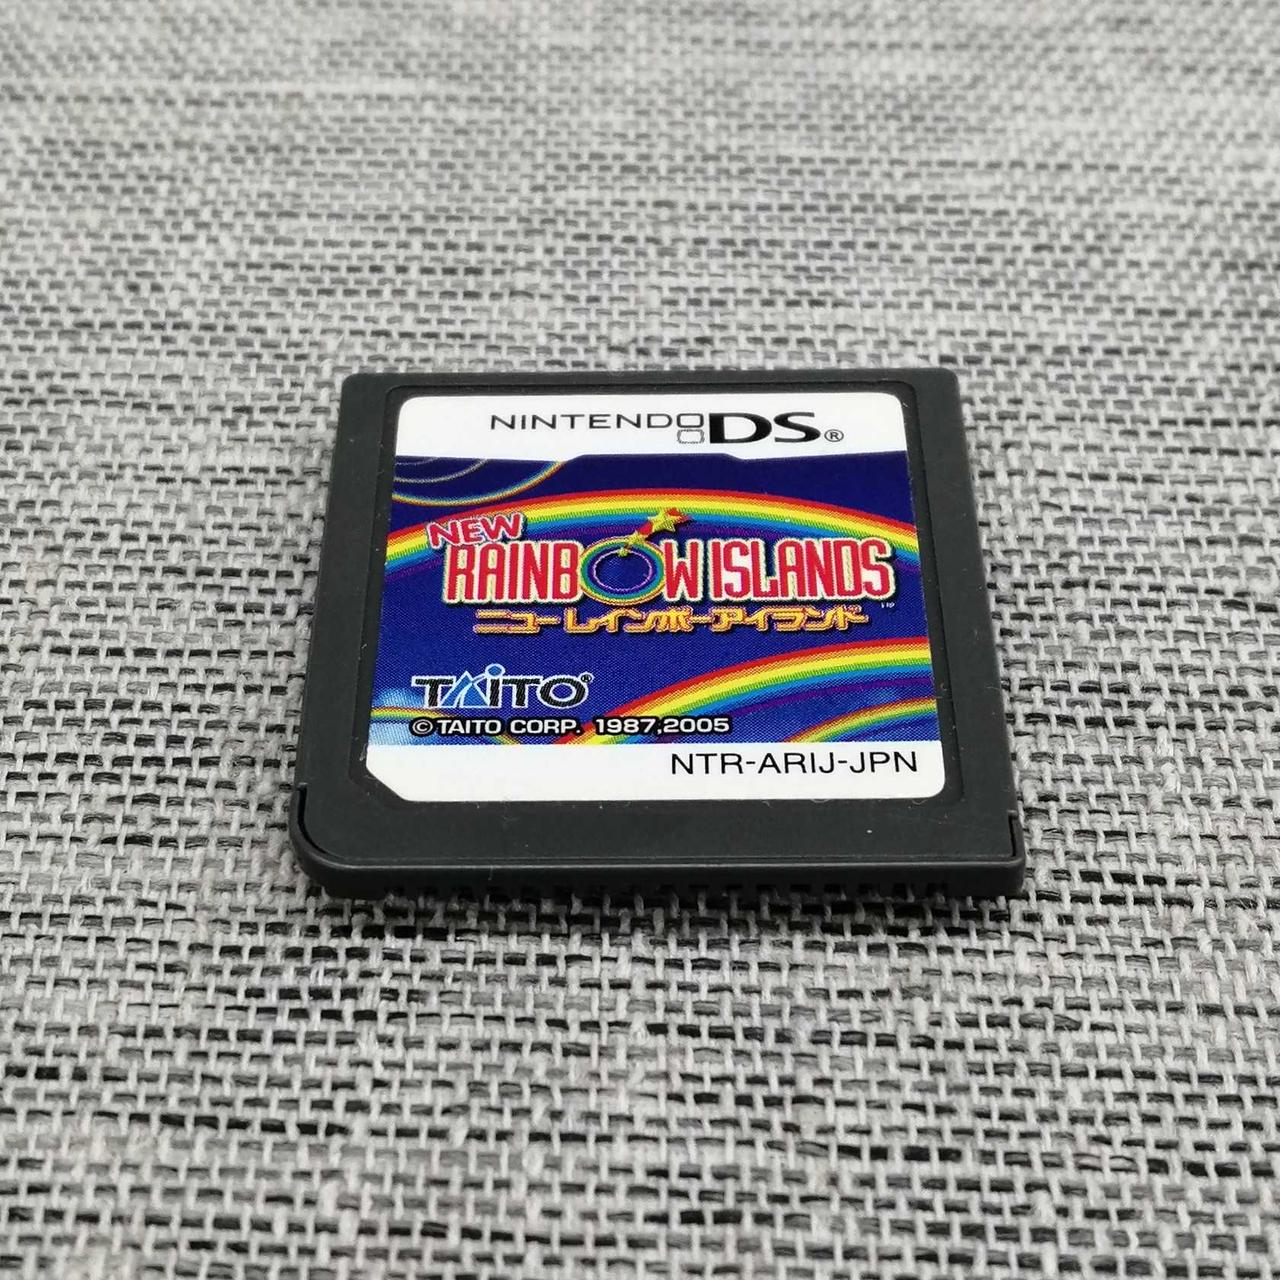 NINTENDO DS®
NEW
RAINBOW ISLANDS
TM
ニューレインボーアイランド
TAITO®
©TAITO CORP. 1987,2005
NTR-ARIJ-JPN